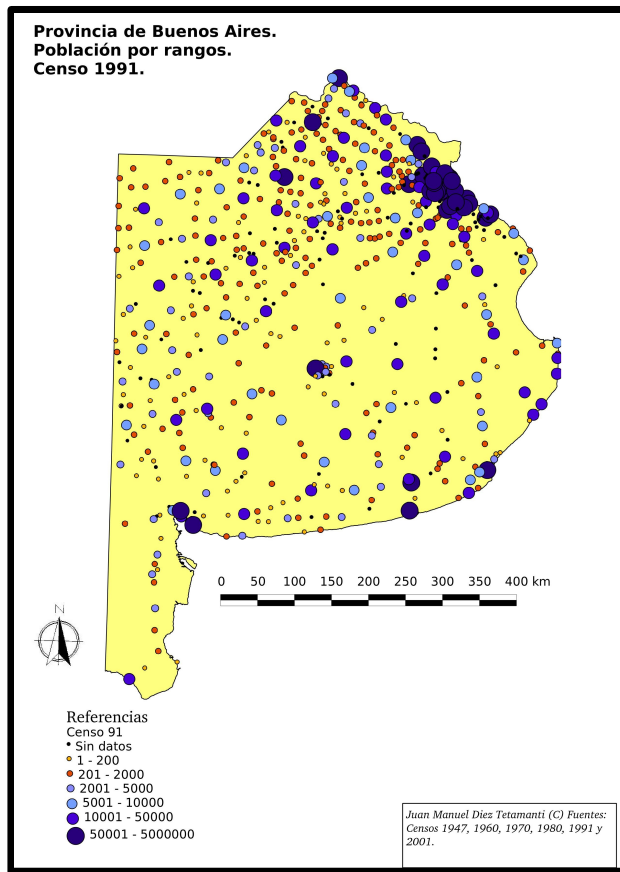 Provincia de Buenos Aires.
Población por rangos.
Censo 1991.
0 50 100 150 200 250 300 350 400 km
N
Referencias
Censo 91
Sin datos
1 - 200
201 - 2000
2001 - 5000
5001 - 10000
10001 - 50000
50001 - 5000000
Juan Manuel Diez Tetamanti (C) Fuentes:
Censos 1947, 1960, 1970, 1980, 1991 y
2001.